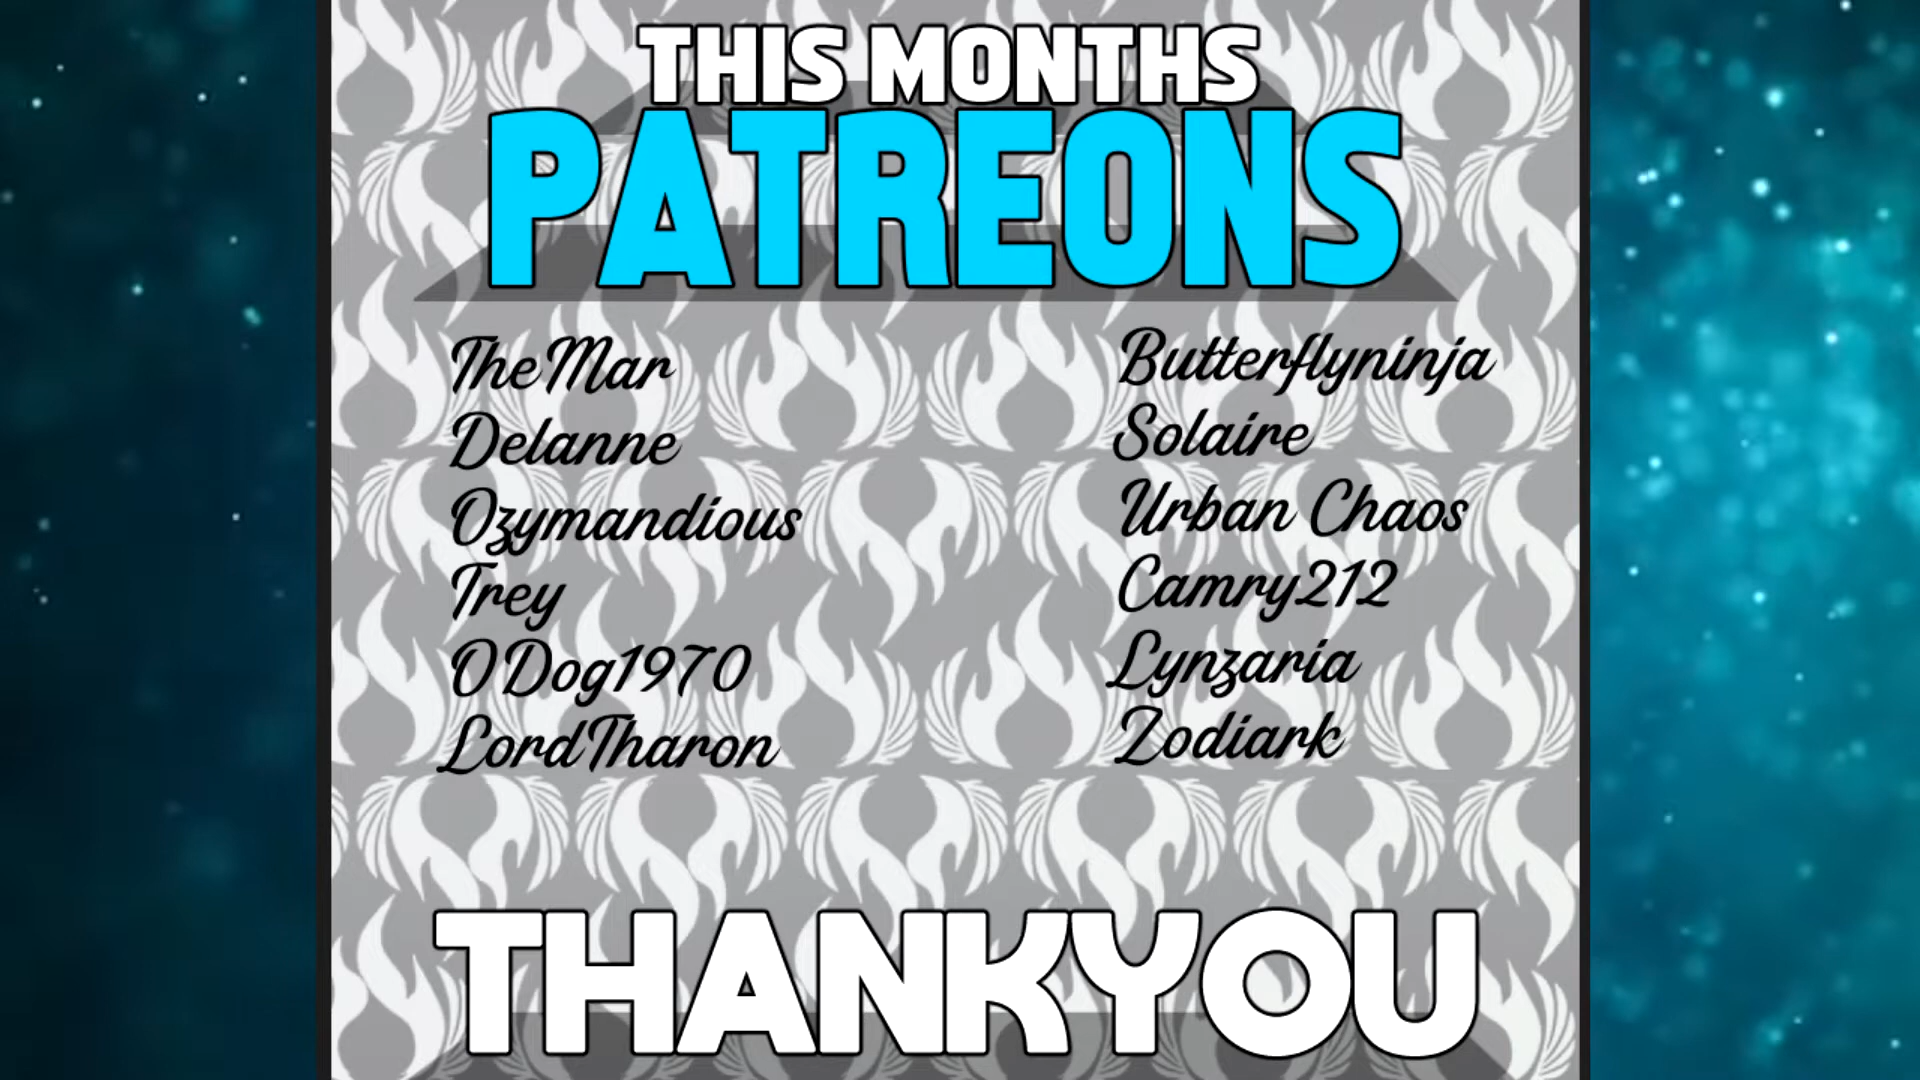 THIS MONTHS
PATREONS
TheMar
Delanne
Ozymandious
Trey
ODog1970
LordTharon
Butterflyninja
Solaire
Urban Chaos
Camry212
Lynzaria
Zodiark
THANKYOU